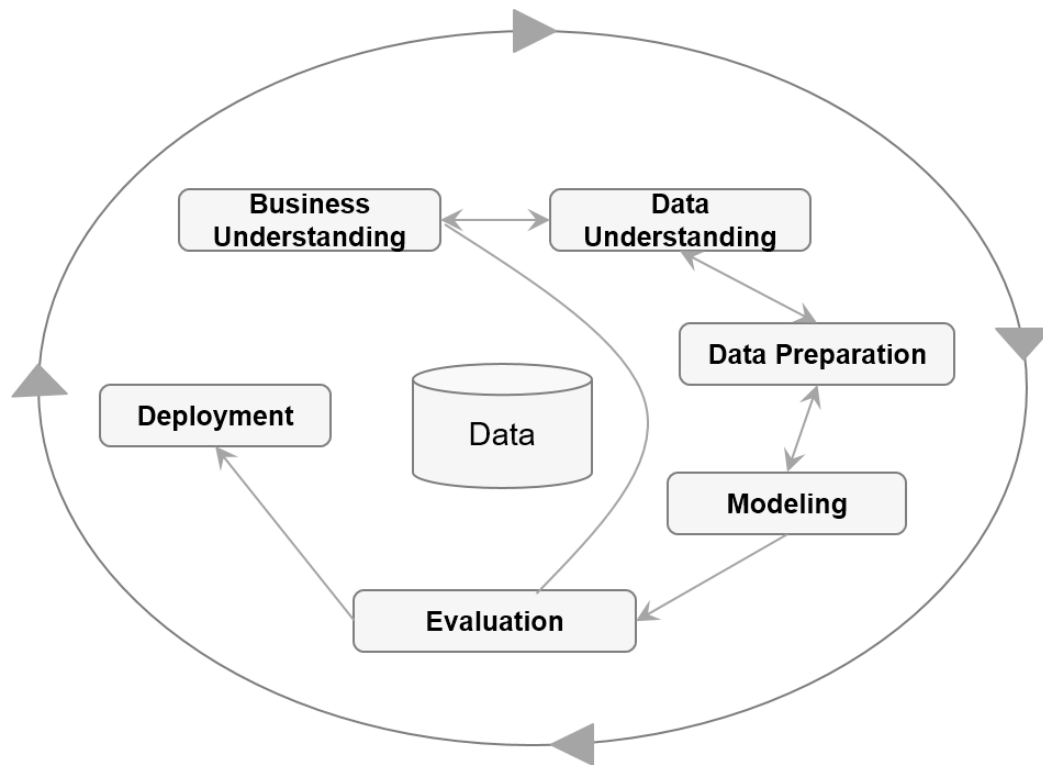 Business
Understanding
Data
Understanding
Data Preparation
Deployment
Data
Modeling
Evaluation